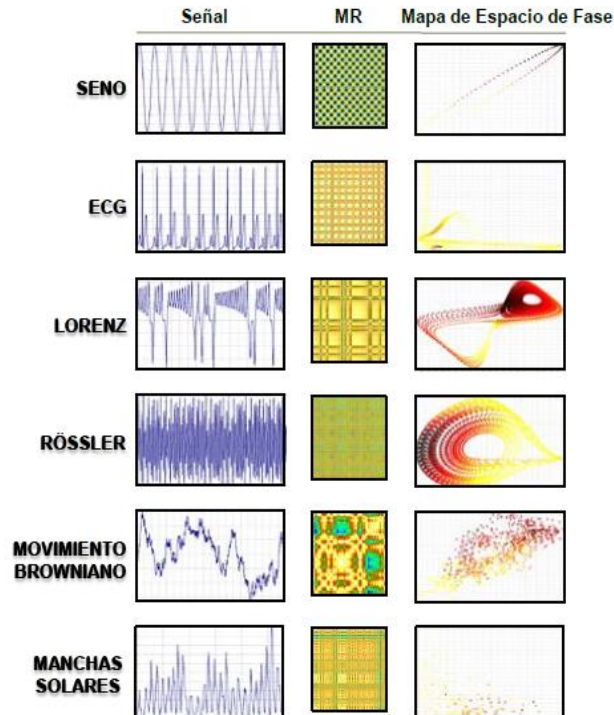 Señal MR Mapa de Espacio de Fase
SENO
ECG
LORENZ
RÖSSLER
MOVIMIENTO
BROWNIANO
MANCHAS
SOLARES